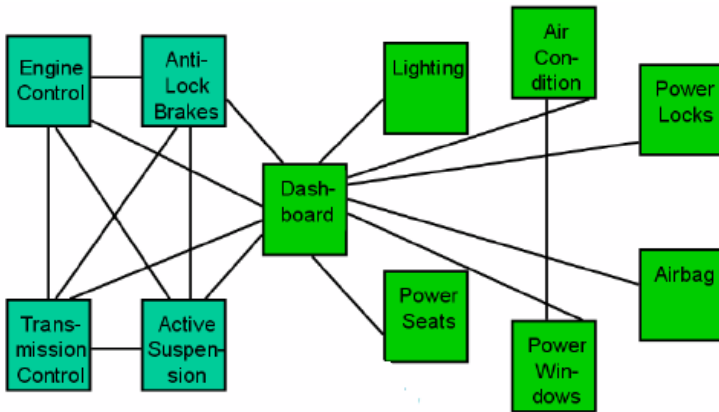 Engine
Control
Anti-
Lock
Brakes
Lighting
Air
Con-
dition
Power
Locks
Dash-
board
Trans-
mission
Control
Active
Suspen-
sion
Power
Seats
Power
Win-
dows
Airbag